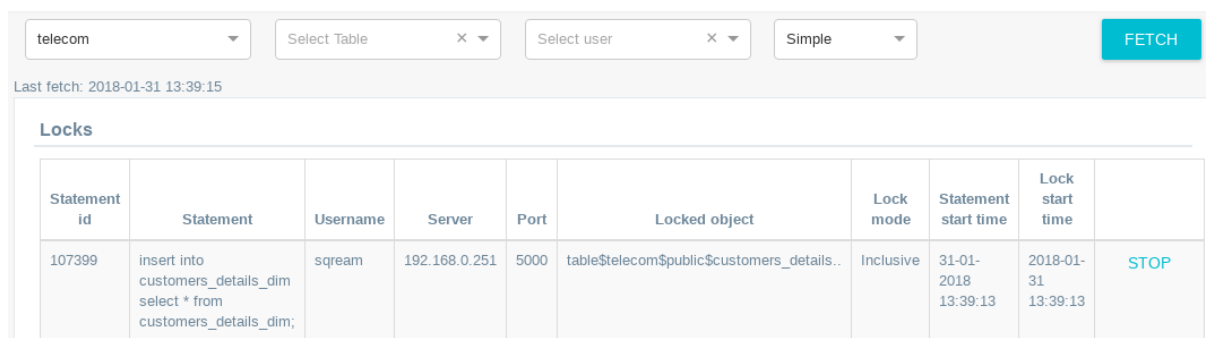 telecom Select Table × Select user × Simple FETCH
Last fetch: 2018-01-31 13:39:15
Locks
Statement id Statement Username Server Port Locked object Lock mode Statement start time Lock start time
107399 insert into customers_details_dim select * from customers_details_dim; sqream 192.168.0.251 5000 table$telecom$public$customers_details.. Inclusive 31-01-2018 13:39:13 2018-01-31 13:39:13 STOP